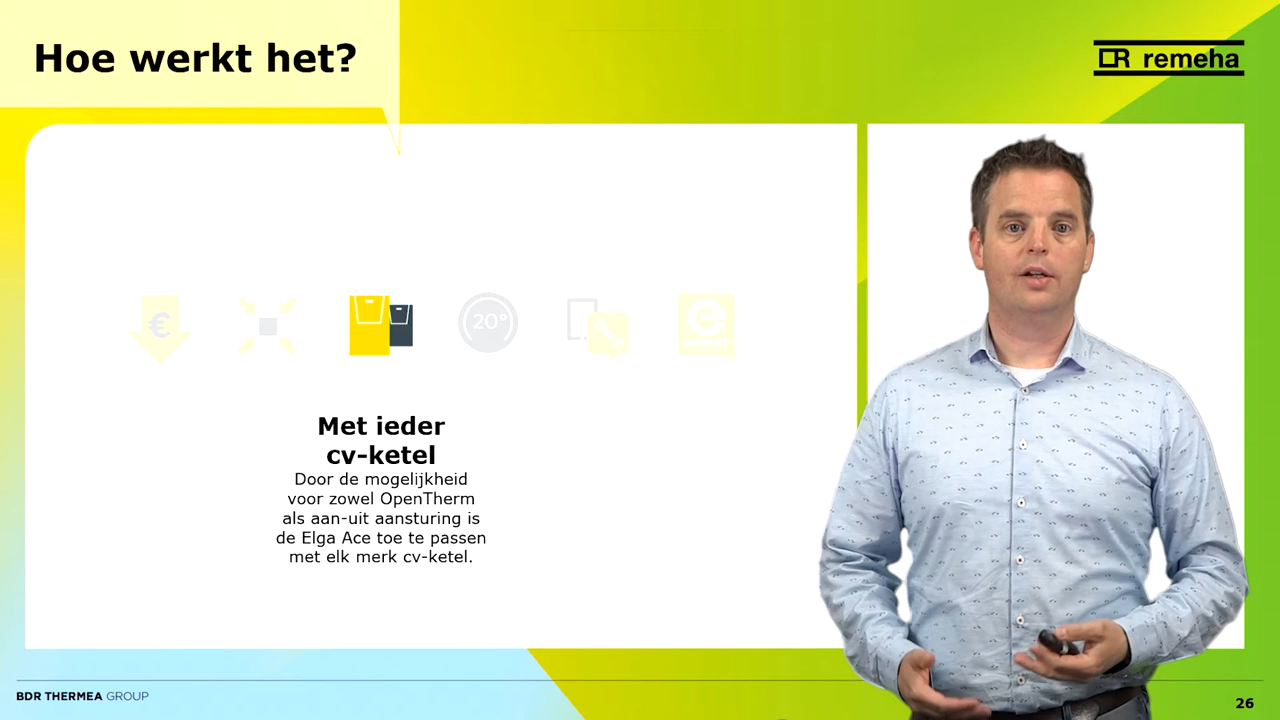 Hoe werkt het?
remeha
€
20°
e
Met ieder
cv-ketel
Door de mogelijkheid
voor zowel OpenTherm
als aan-uit aansturing is
de Elga Ace toe te passen
met elk merk cv-ketel.
BDR THERMEA GROUP
26